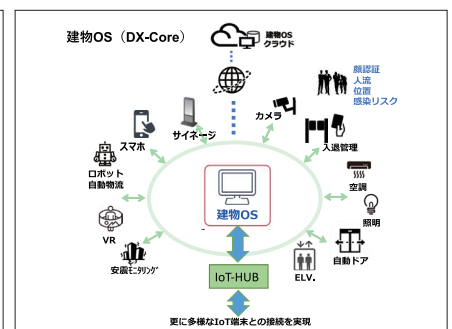 建物OS（DX-Core）
建物OS
クラウド
顔認証
人流
位置
感染リスク
カメラ
サイネージ
スマホ
入退管理
ロボット
自動物流
空調
照明
建物OS
VR
自動ドア
安震モニタリング
ELV.
IoT-HUB
更に多様なIoT端末との接続を実現